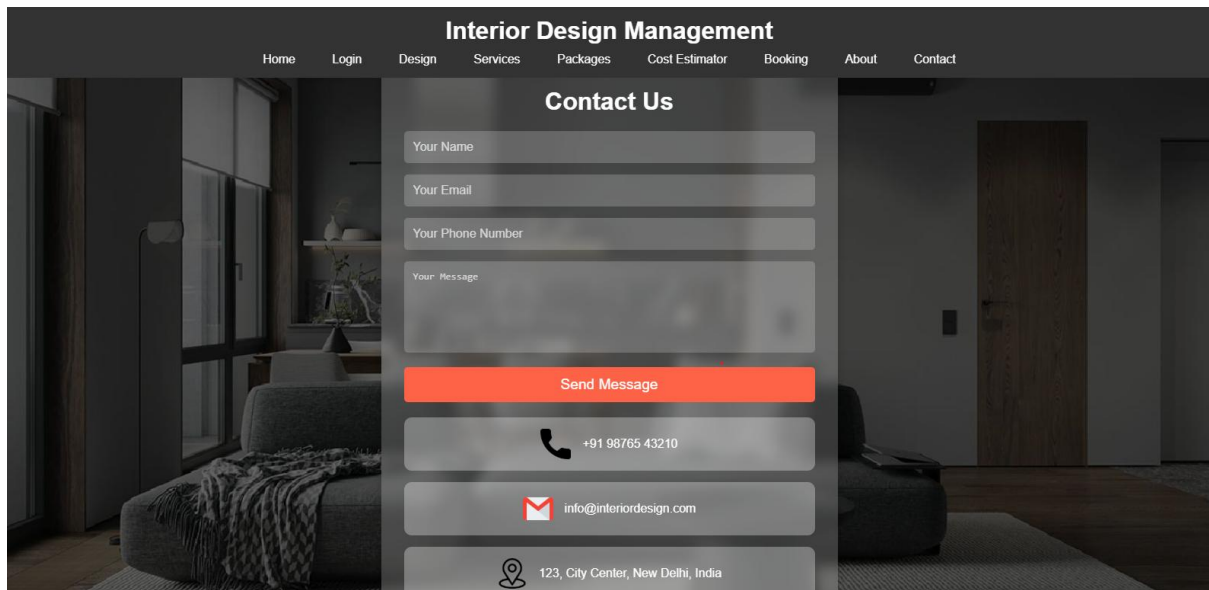 Interior Design Management
Home Login Design Services Packages Cost Estimator Booking About Contact
Contact Us
Your Name
Your Email
Your Phone Number
Your Message
Send Message
+91 98765 43210
info@interiordesign.com
123, City Center, New Delhi, India